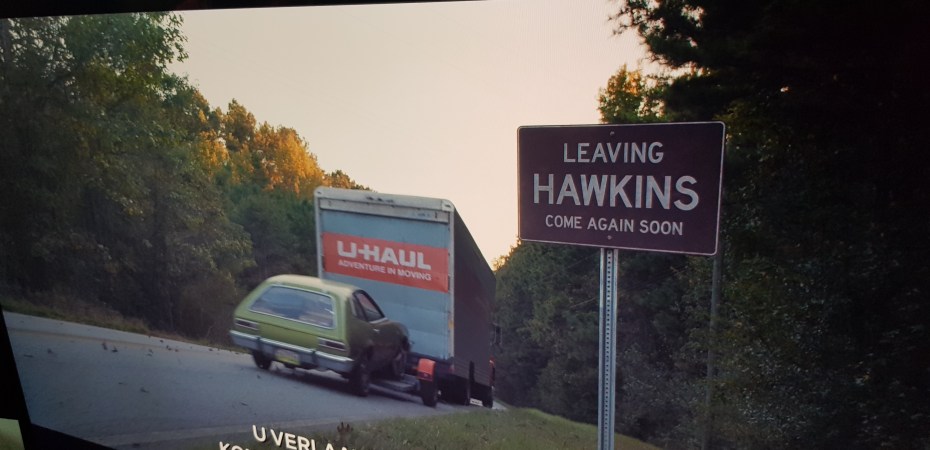 LEAVING
HAWKINS
COME AGAIN SOON
U-HAUL
ADVENTURE IN MOVING
U